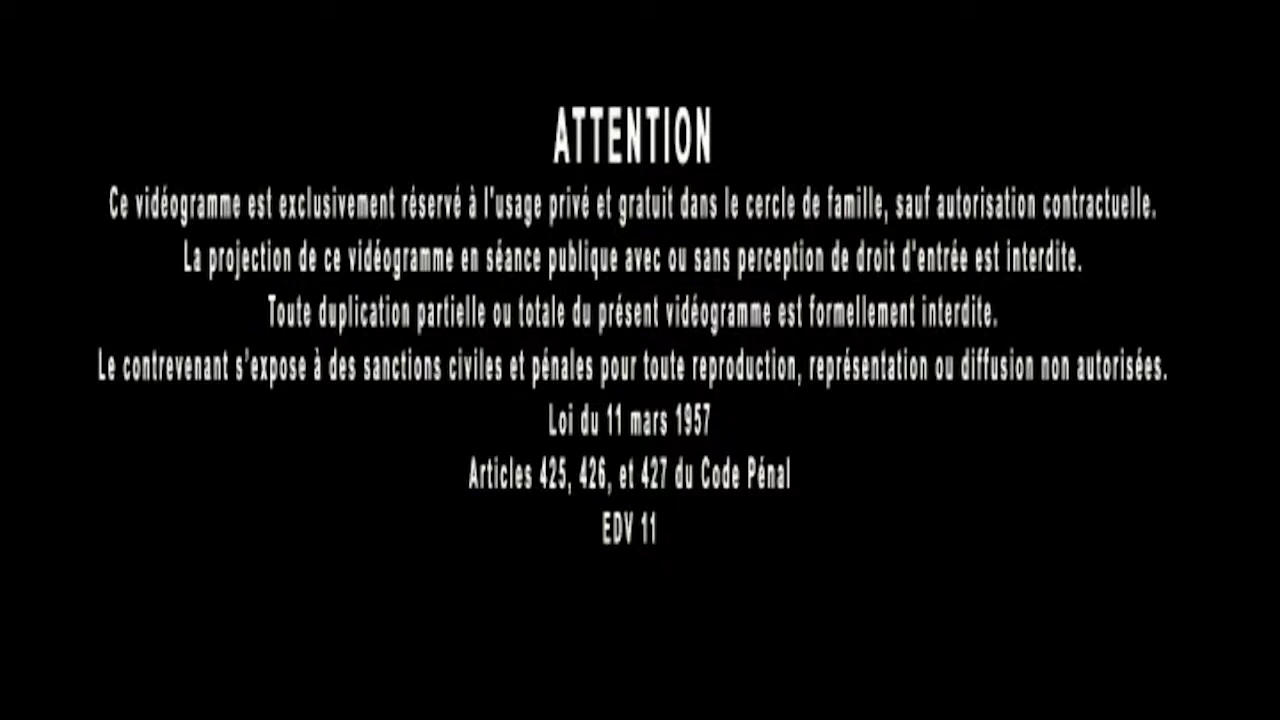 ATTENTION
Ce vidéogramme est exclusivement réservé à l'usage privé et gratuit dans le cercle de famille, sauf autorisation contractuelle.
La projection de ce vidéogramme en séance publique avec ou sans perception de droit d'entrée est interdite.
Toute duplication partielle ou totale du présent vidéogramme est formellement interdite.
Le contrevenant s'expose à des sanctions civiles et pénales pour toute reproduction, représentation ou diffusion non autorisées.
Loi du 11 mars 1957
Articles 425, 426, et 427 du Code Pénal
EDV 11